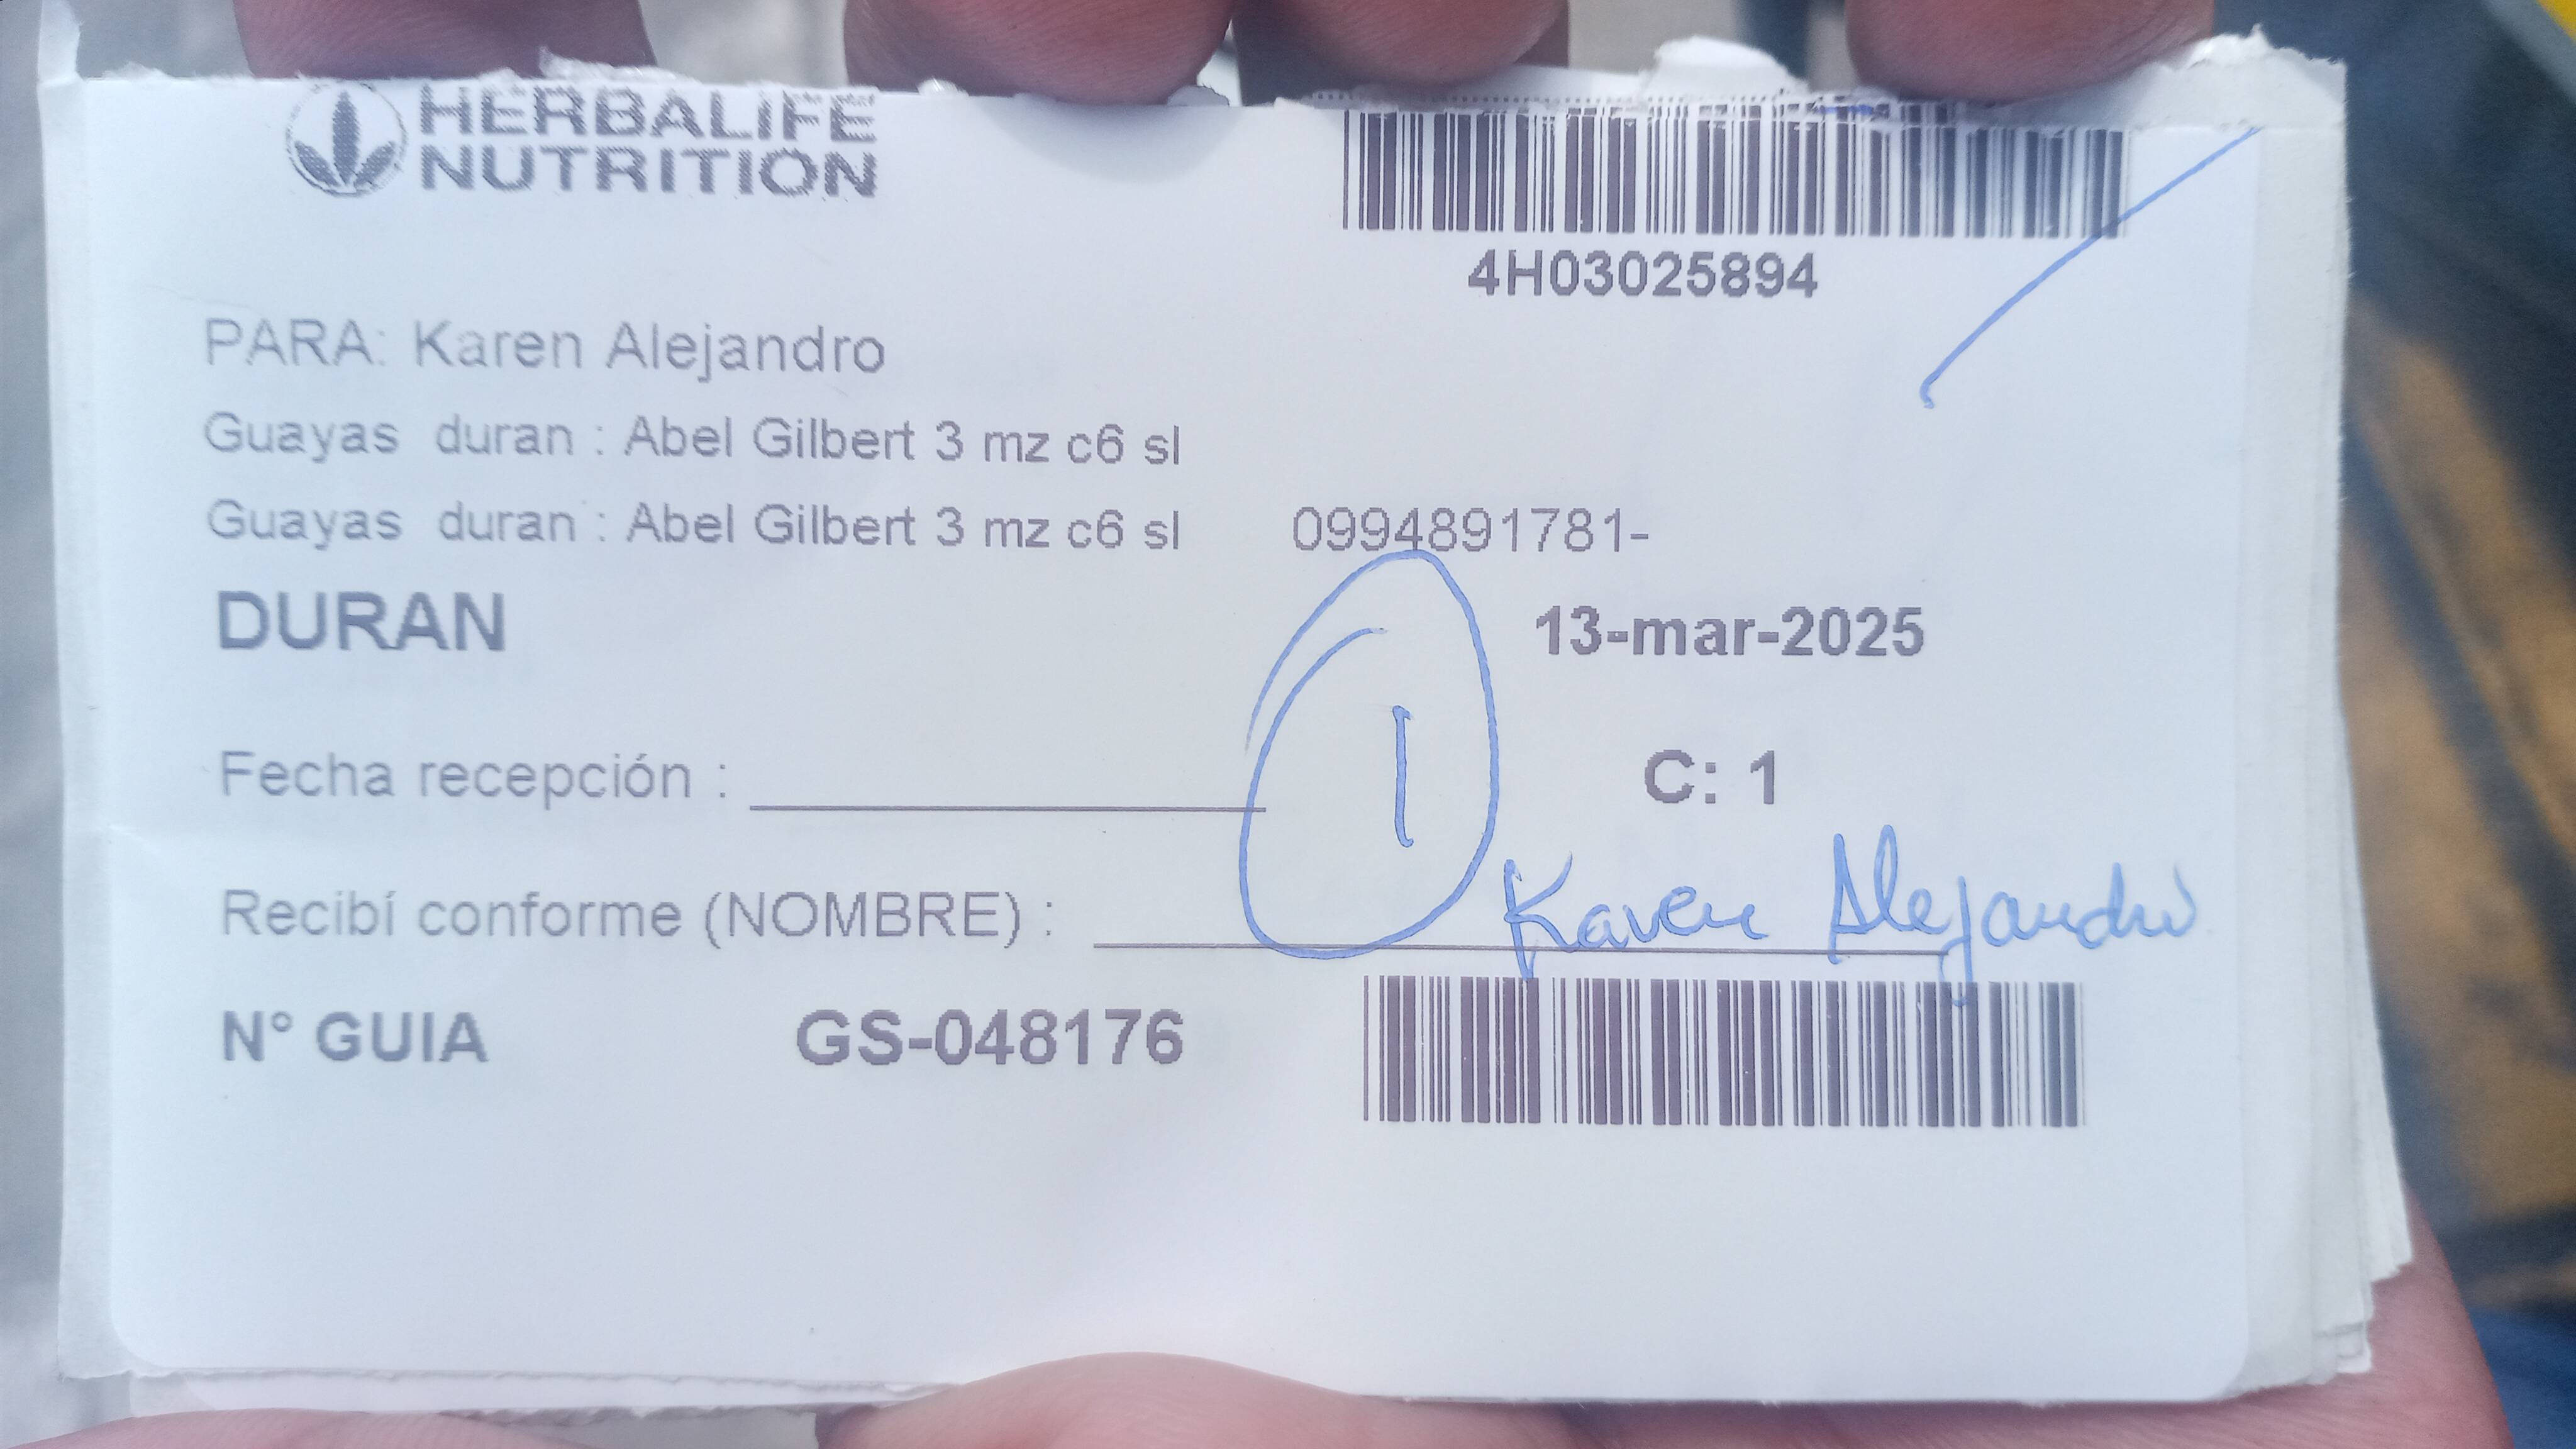 HERBALIFE
NUTRITION
4H03025894
PARA: Karen Alejandro
Guayas duran : Abel Gilbert 3 mz c6 sl
Guayas duran : Abel Gilbert 3 mz c6 sl 0994891781-
DURAN 13-mar-2025
Fecha recepción : 1 C: 1
Recibí conforme (NOMBRE) : Karen Alejandro
N° GUIA GS-048176